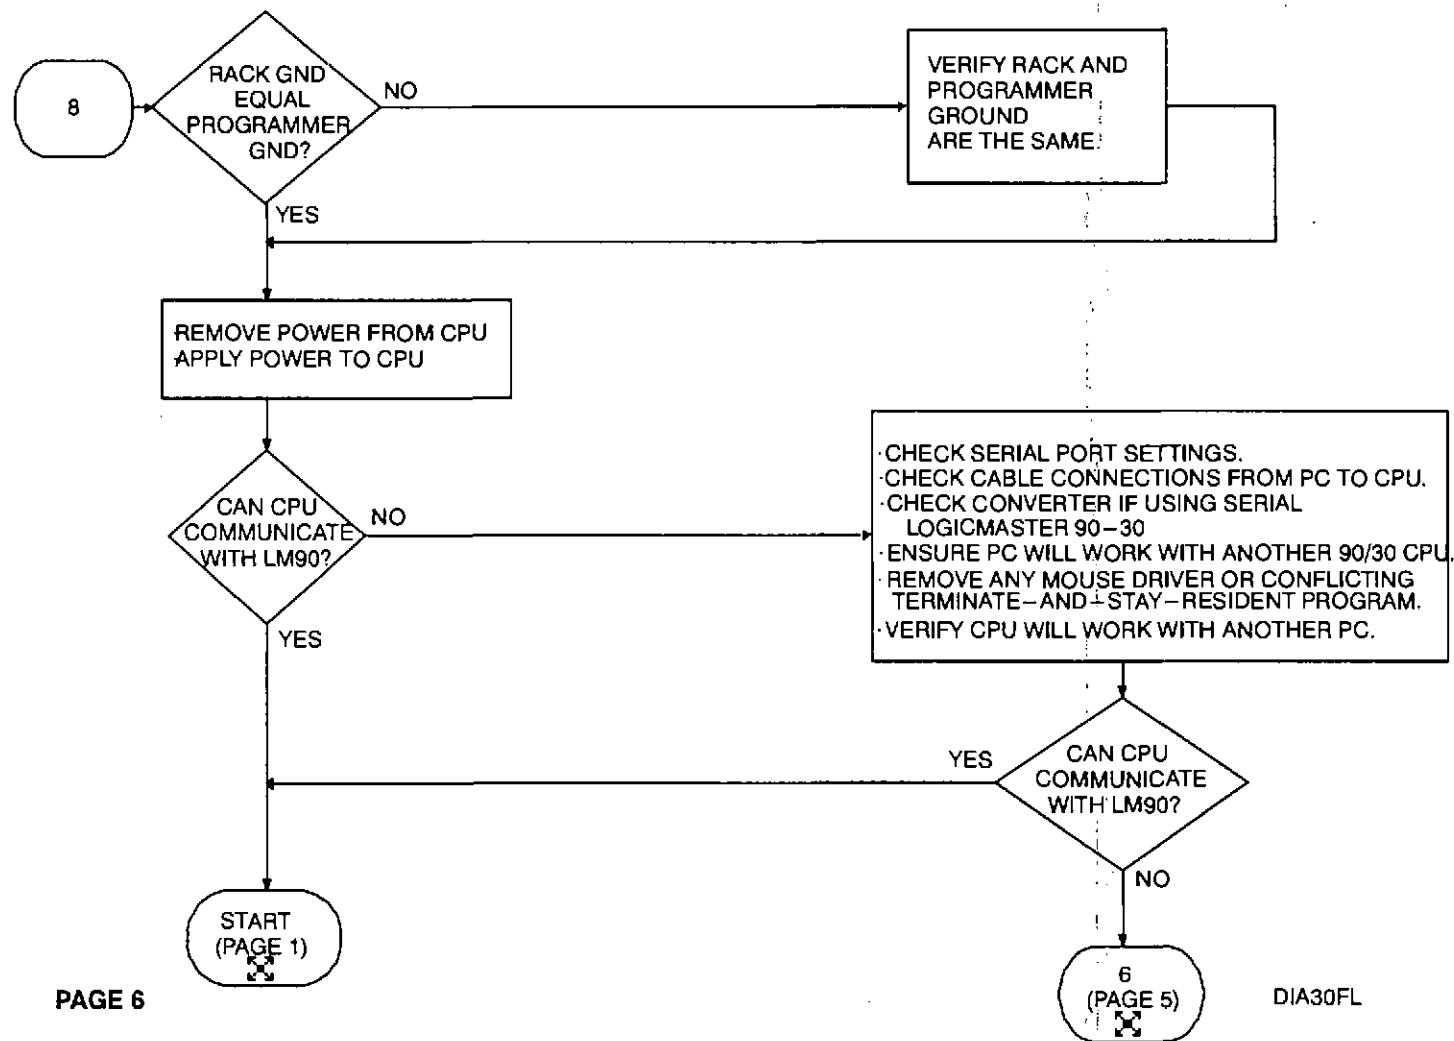 8
RACK GND
EQUAL
PROGRAMMER
GND?
NO
YES
VERIFY RACK AND
PROGRAMMER
GROUND
ARE THE SAME.
REMOVE POWER FROM CPU
APPLY POWER TO CPU
CAN CPU
COMMUNICATE
WITH LM90?
NO
YES
·CHECK SERIAL PORT SETTINGS.
·CHECK CABLE CONNECTIONS FROM PC TO CPU.
·CHECK CONVERTER IF USING SERIAL
LOGICMASTER 90-30
·ENSURE PC WILL WORK WITH ANOTHER 90/30 CPU.
·REMOVE ANY MOUSE DRIVER OR CONFLICTING
TERMINATE-AND-STAY-RESIDENT PROGRAM.
·VERIFY CPU WILL WORK WITH ANOTHER PC.
YES
CAN CPU
COMMUNICATE
WITH LM90?
NO
START
(PAGE 1)
6
(PAGE 5)
PAGE 6
DIA30FL